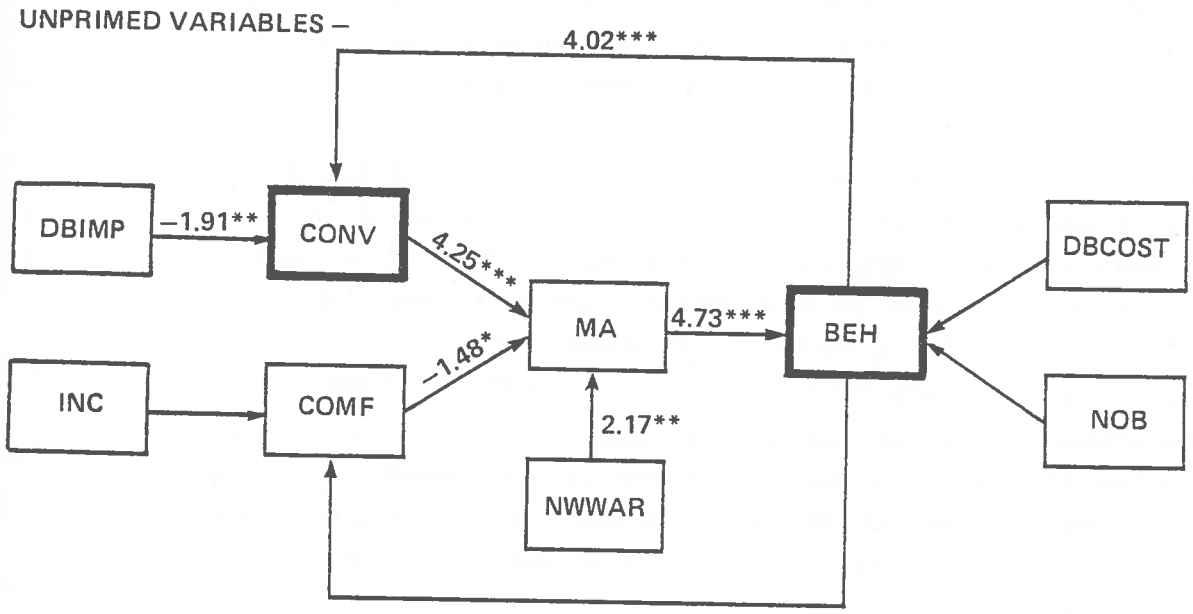 UNPRIMED VARIABLES –
4.02***
DBIMP
–1.91**
CONV
4.25***
DBCOST
MA
4.73***
BEH
INC
COMF
–1.48*
2.17**
NOB
NWWAR